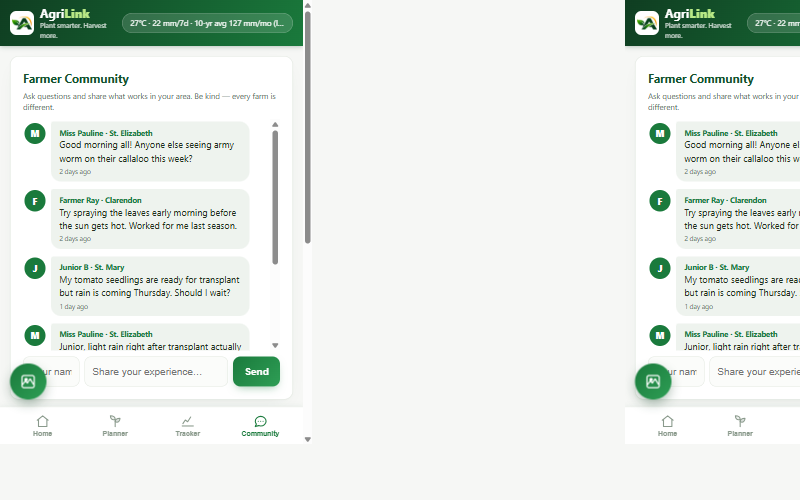 AgriLink
Plant smarter. Harvest
more.
27°C · 22 mm/7d · 10-yr avg 127 mm/mo (l...
Farmer Community
Ask questions and share what works in your area. Be kind — every farm is
different.
M
Miss Pauline · St. Elizabeth
Good morning all! Anyone else seeing army
worm on their callaloo this week?
2 days ago
F
Farmer Ray · Clarendon
Try spraying the leaves early morning before
the sun gets hot. Worked for me last season.
2 days ago
J
Junior B · St. Mary
My tomato seedlings are ready for transplant
but rain is coming Thursday. Should I wait?
1 day ago
M
Miss Pauline · St. Elizabeth
Junior, light rain right after transplant actually
ur nam
Share your experience...
Send
Home
Planner
Tracker
Community
AgriLink
Plant smarter. Harvest
more.
27°C · 22 mm
Farmer Community
Ask questions and share what works in your
different.
M
Miss Pauline · St. Elizabeth
Good morning all! Anyone el
worm on their callaloo this w
2 days ago
F
Farmer Ray · Clarendon
Try spraying the leaves early m
the sun gets hot. Worked for
2 days ago
J
Junior B · St. Mary
My tomato seedlings are rea
but rain is coming Thursday.
1 day ago
M
Miss Pauline · St. Elizabeth
Junior, light rain right after tr
ur nam
Share your experie
Home
Planner